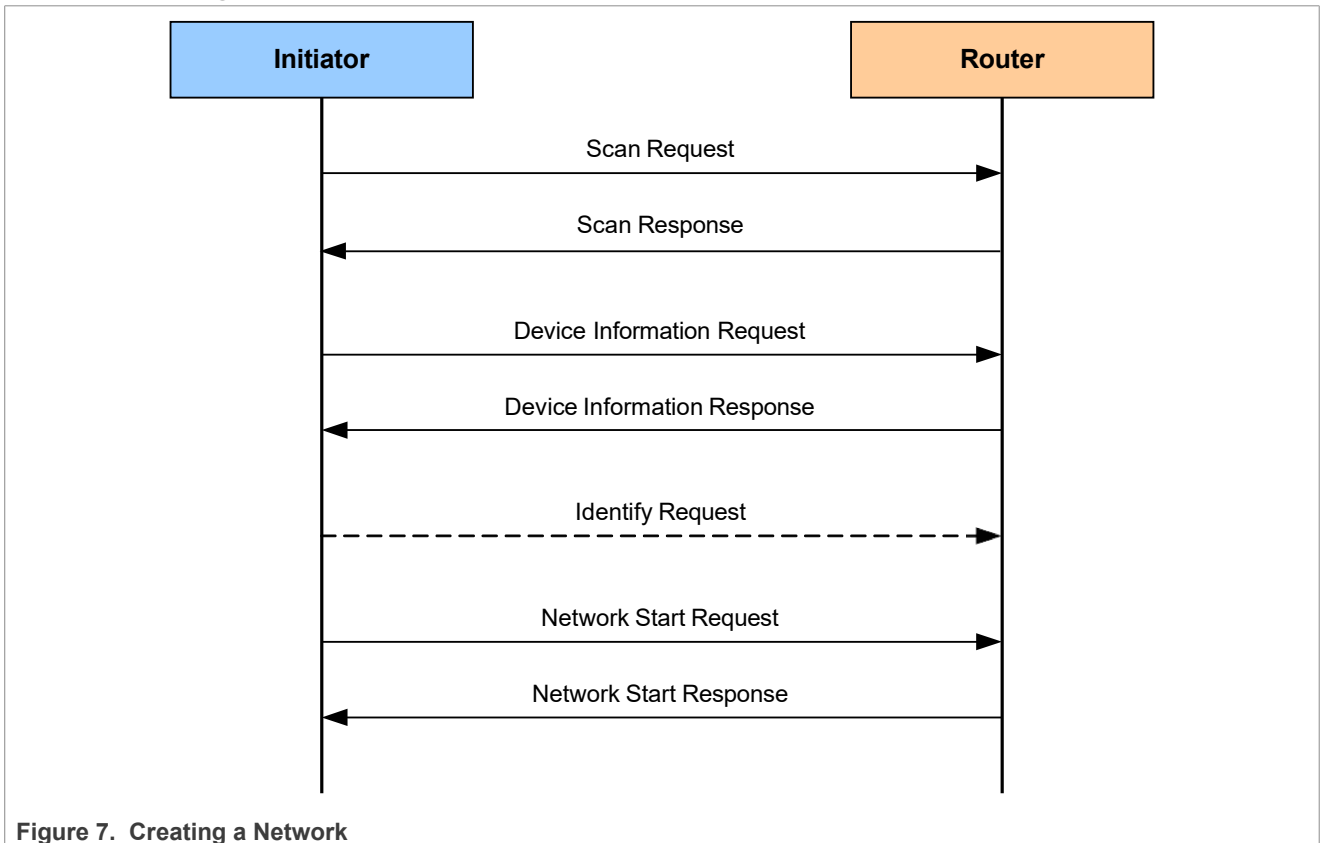 Initiator
Router
Scan Request
Scan Response
Device Information Request
Device Information Response
Identify Request
Network Start Request
Network Start Response
Figure 7. Creating a Network